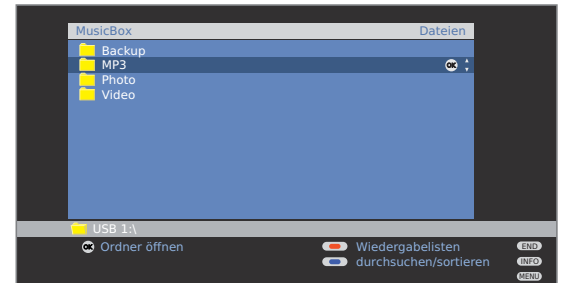 MusicBox Dateien
Backup
MP3 OK
Photo
Video
USB 1:\
OK Ordner öffnen Wiedergabelisten END
durchsuchen/sortieren INFO
MENU